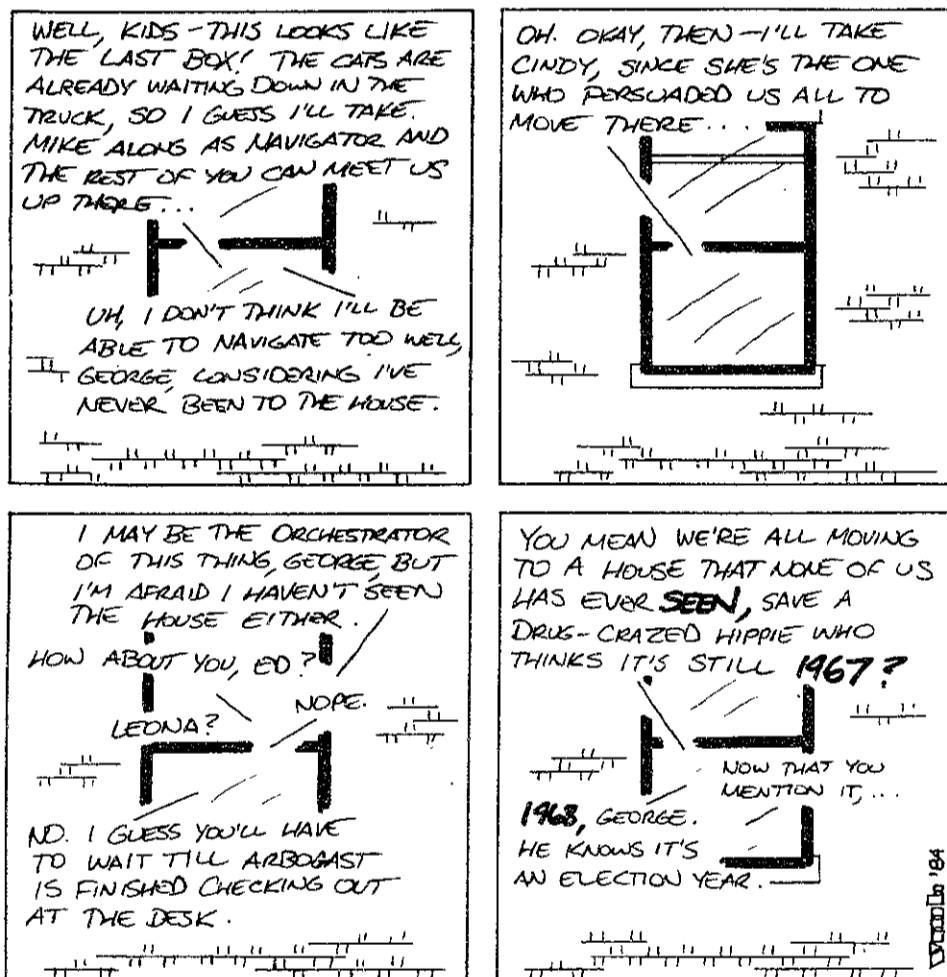 WELL, KIDS - THIS LOOKS LIKE
THE LAST BOX! THE CATS ARE
ALREADY WAITING DOWN IN THE
TRUCK, SO I GUESS I'LL TAKE
MIKE ALONG AS NAVIGATOR AND
THE REST OF YOU CAN MEET US
UP THERE...
UH, I DON'T THINK I'LL BE
ABLE TO NAVIGATE TOO WELL,
GEORGE, CONSIDERING I'VE
NEVER BEEN TO THE HOUSE.
OH. OKAY, THEN - I'LL TAKE
CINDY, SINCE SHE'S THE ONE
WHO PERSUADED US ALL TO
MOVE THERE...
I MAY BE THE ORCHESTRATOR
OF THIS THING, GEORGE, BUT
I'M AFRAID I HAVEN'T SEEN
THE HOUSE EITHER.
HOW ABOUT YOU, ED?
NOPE.
LEONA?
NO. I GUESS YOU'LL HAVE
TO WAIT TILL ARBOGAST
IS FINISHED CHECKING OUT
AT THE DESK.
YOU MEAN WE'RE ALL MOVING
TO A HOUSE THAT NONE OF US
HAS EVER SEEN, SAVE A
DRUG-CRAZED HIPPIE WHO
THINKS IT'S STILL 1967?
NOW THAT YOU
MENTION IT,...
1968, GEORGE.
HE KNOWS IT'S
AN ELECTION YEAR.
'84